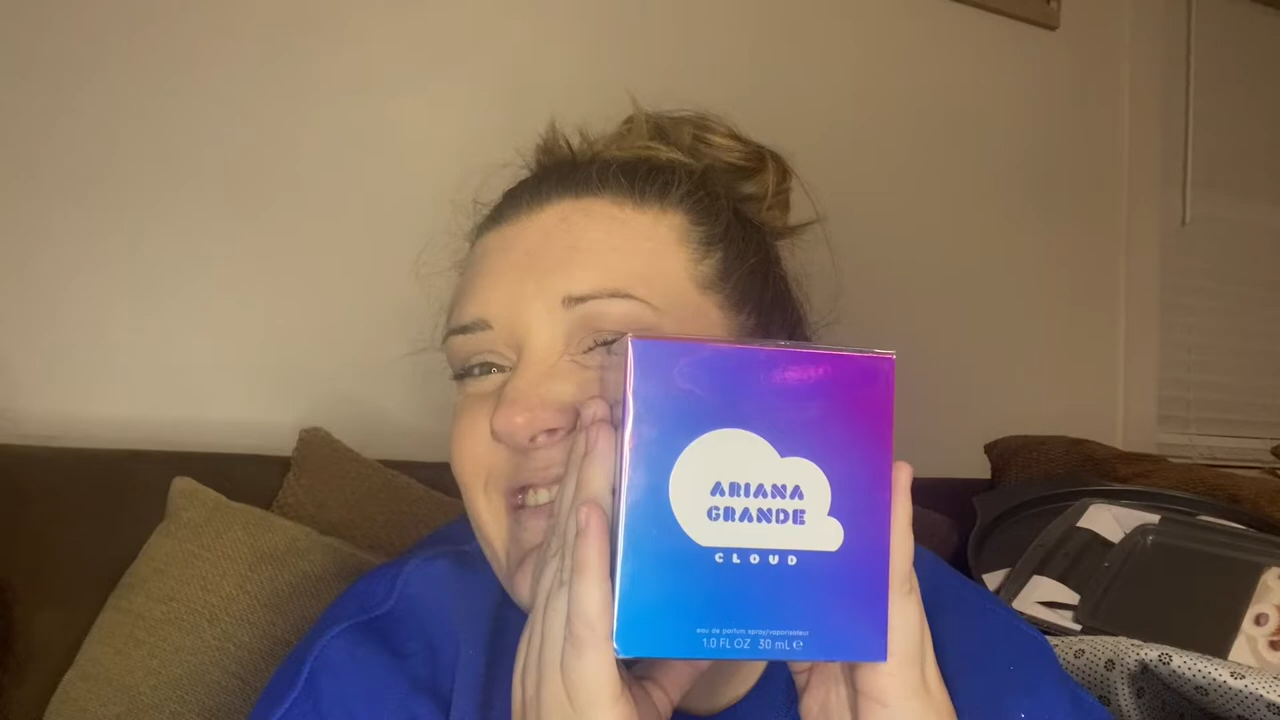 ARIANA
GRANDE
CLOUD
eau de parfum spray/vaporisateur
1.0 FL OZ 30 mL ℮